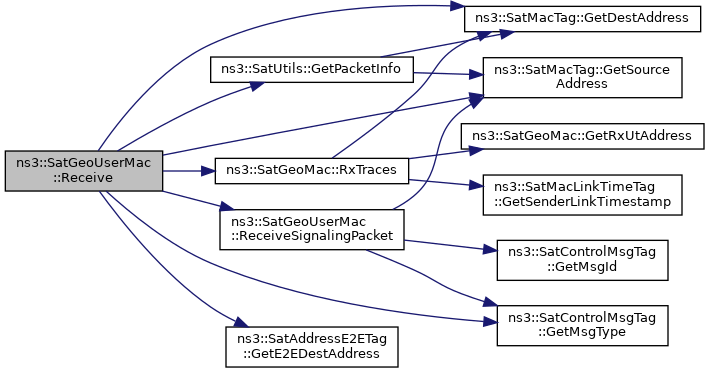 ns3::SatGeoUserMac
::Receive
ns3::SatUtils::GetPacketInfo
ns3::SatGeoMac::RxTraces
ns3::SatGeoUserMac
::ReceiveSignalingPacket
ns3::SatAddressE2ETag
::GetE2EDestAddress
ns3::SatMacTag::GetDestAddress
ns3::SatMacTag::GetSource
Address
ns3::SatGeoMac::GetRxUtAddress
ns3::SatMacLinkTimeTag
::GetSenderLinkTimestamp
ns3::SatControlMsgTag
::GetMsgId
ns3::SatControlMsgTag
::GetMsgType